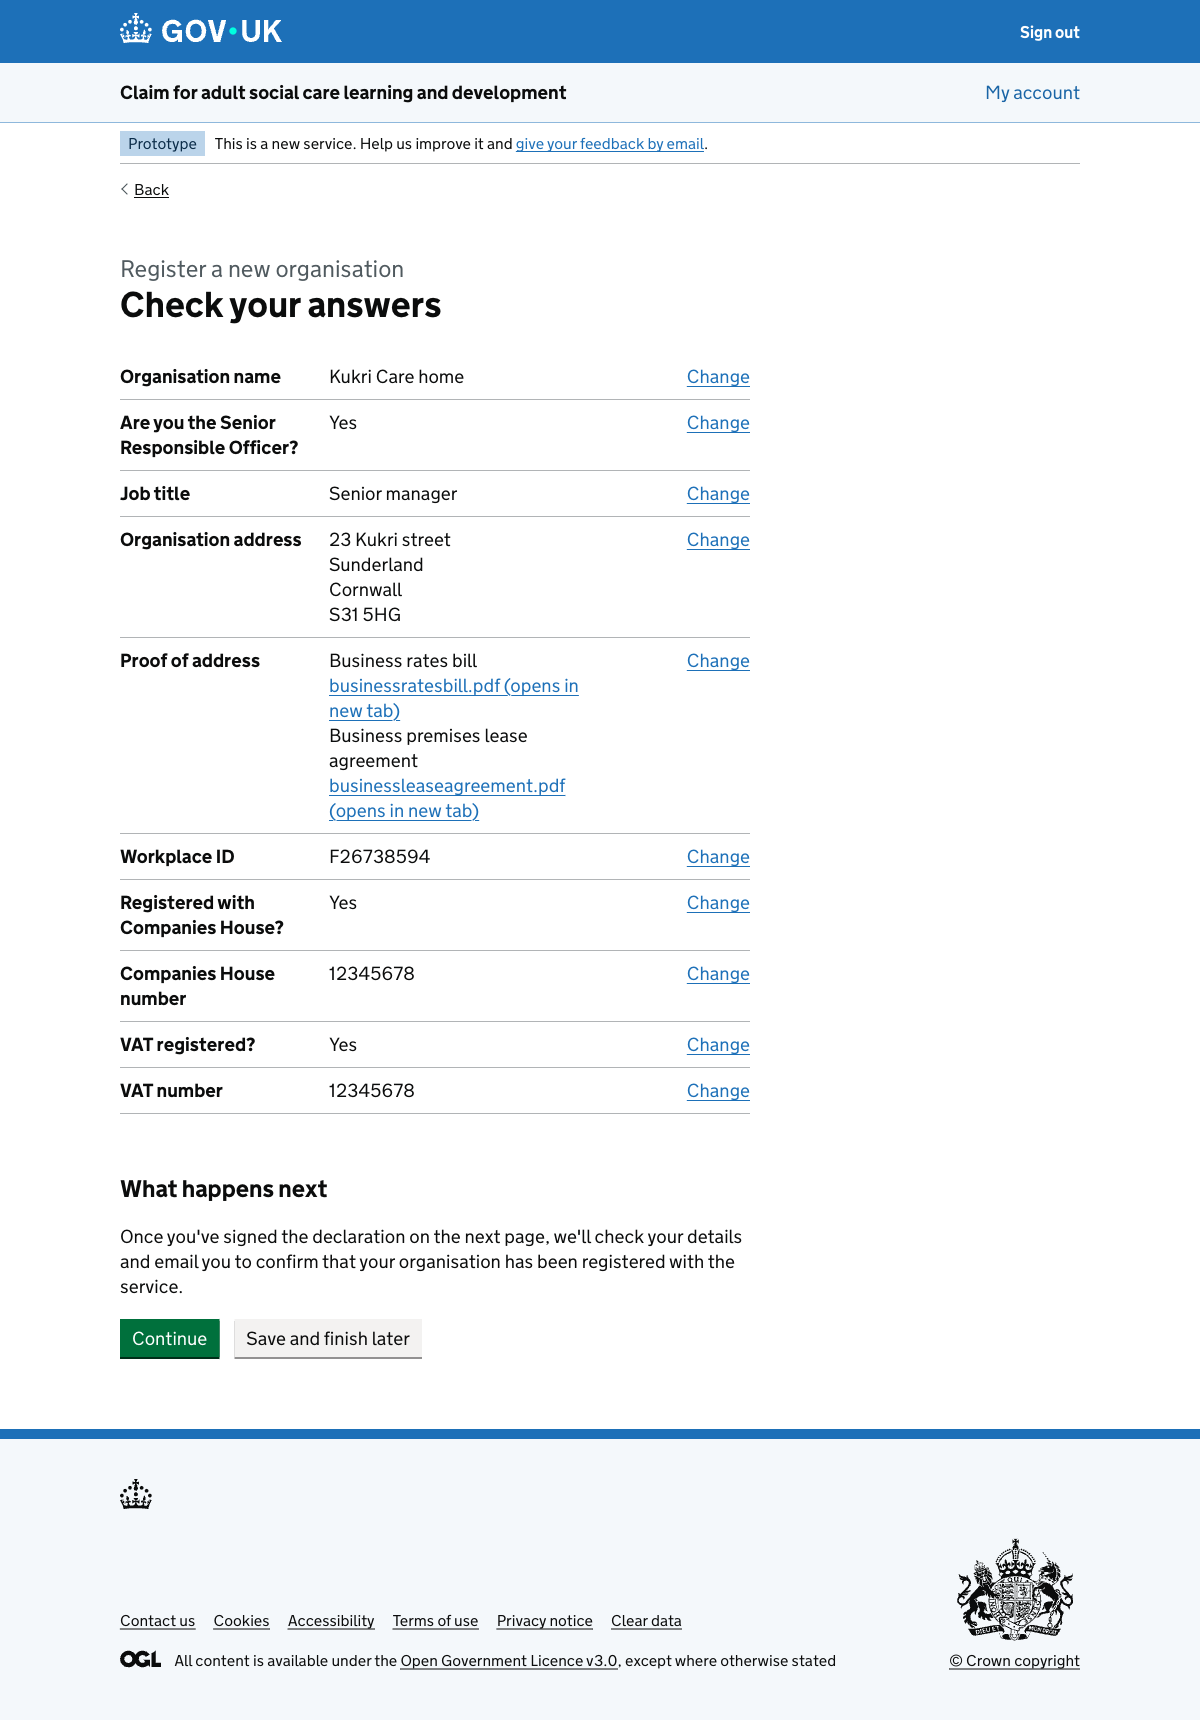 GOV·UK
Sign out
Claim for adult social care learning and development
My account
Prototype
This is a new service. Help us improve it and give your feedback by email.
Back
Register a new organisation
Check your answers
Organisation name
Kukri Care home
Change
Are you the Senior
Responsible Officer?
Yes
Change
Job title
Senior manager
Change
Organisation address
23 Kukri street
Sunderland
Cornwall
S31 5HG
Change
Proof of address
Business rates bill
businessratesbill.pdf (opens in
new tab)
Business premises lease
agreement
businessleaseagreement.pdf
(opens in new tab)
Change
Workplace ID
F26738594
Change
Registered with
Companies House?
Yes
Change
Companies House
number
12345678
Change
VAT registered?
Yes
Change
VAT number
12345678
Change
What happens next
Once you've signed the declaration on the next page, we'll check your details
and email you to confirm that your organisation has been registered with the
service.
Continue
Save and finish later
Contact us
Cookies
Accessibility
Terms of use
Privacy notice
Clear data
OGL
All content is available under the Open Government Licence v3.0, except where otherwise stated
© Crown copyright